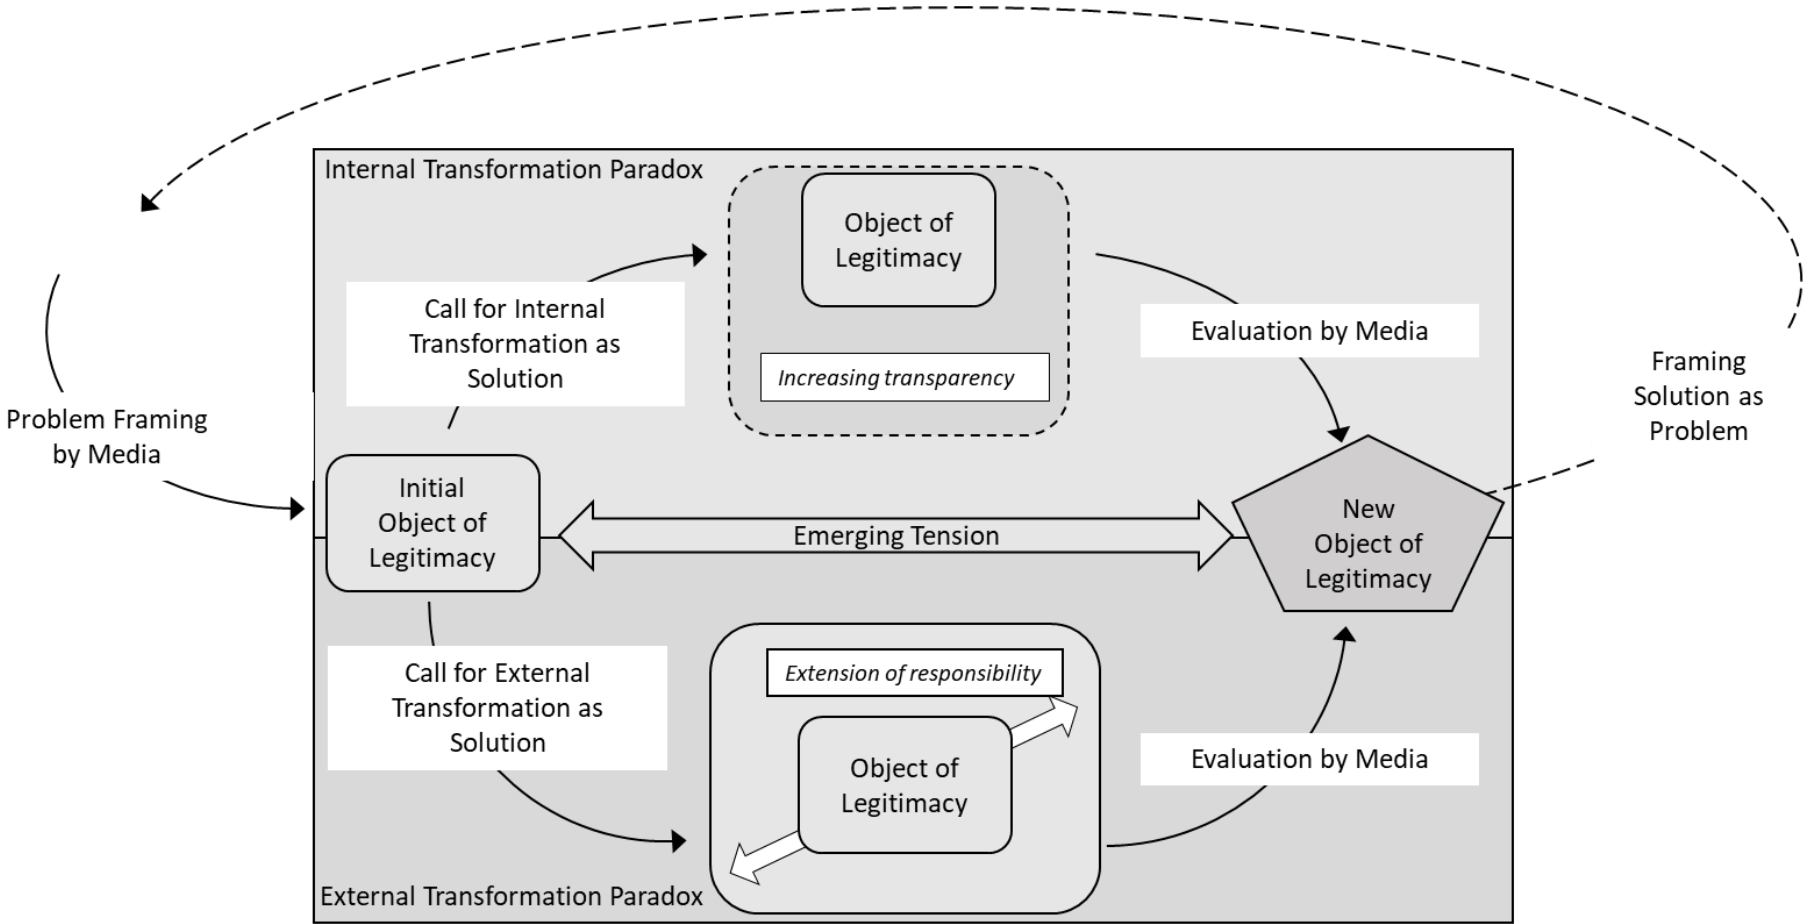 Internal Transformation Paradox
Object of
Legitimacy
Increasing transparency
Call for Internal
Transformation as
Solution
Evaluation by Media
Problem Framing
by Media
Framing
Solution as
Problem
Initial
Object of
Legitimacy
Emerging Tension
New
Object of
Legitimacy
Call for External
Transformation as
Solution
Extension of responsibility
Object of
Legitimacy
Evaluation by Media
External Transformation Paradox